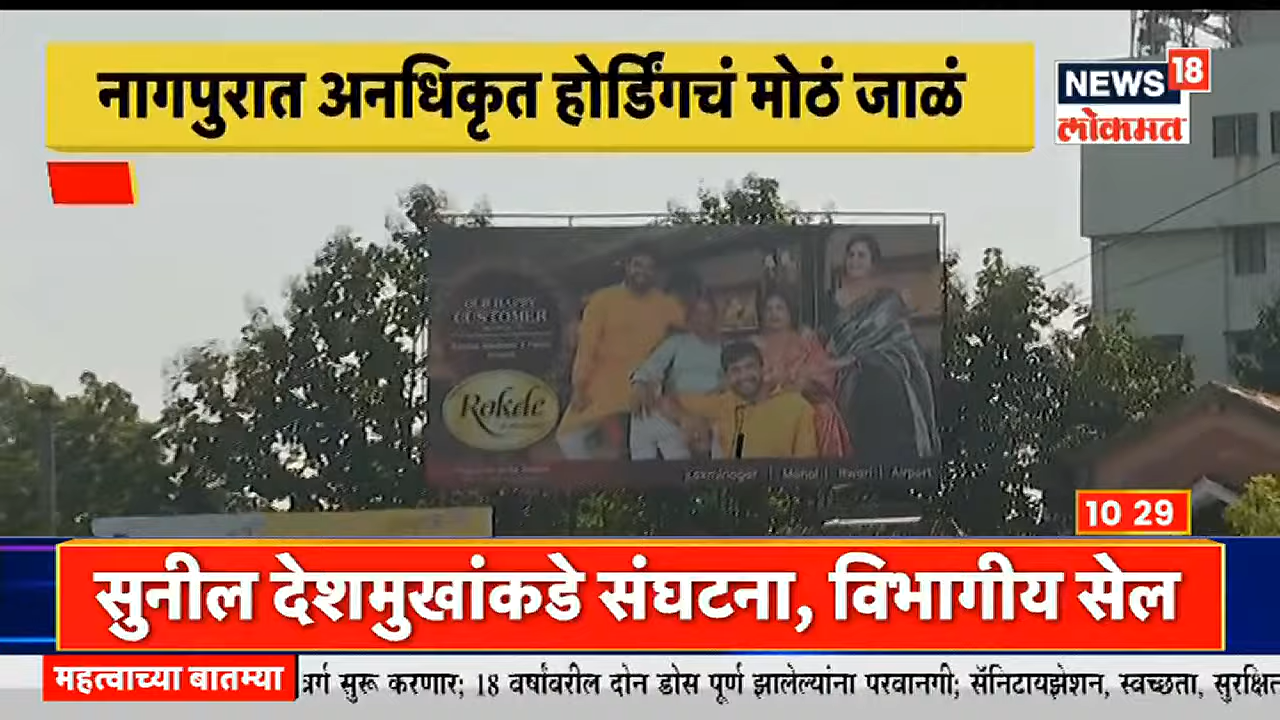 नागपुरात अनधिकृत होर्डिंगचं मोठं जाळं
NEWS 18
लोकमत
OUR HAPPY
CUSTOMER
Rokde
Laxminagar | Mahal | Itwari | Airport
10 29
सुनील देशमुखांकडे संघटना, विभागीय सेल
महत्वाच्या बातम्या
वर्ग सुरू करणार; 18 वर्षांवरील दोन डोस पूर्ण झालेल्यांना परवानगी; सॅनिटायझेशन, स्वच्छता, सुरक्षित